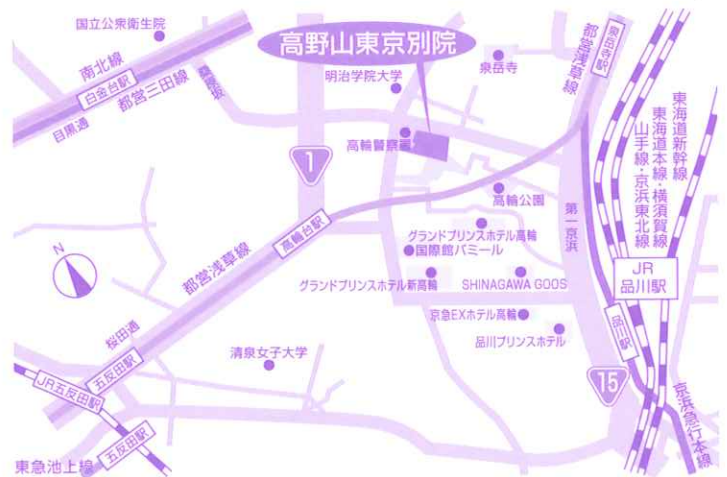 国立公衆衛生院
高野山東京別院
南北線
白金台駅
都営三田線
目黒通
桑原坂
明治学院大学
泉岳寺
都営浅草線
泉岳寺駅
高輪警察署
1
高輪公園
東海道新幹線
東海道本線・横須賀線
山手線・京浜東北線
第一京浜
高輪台駅
都営浅草線
グランドプリンスホテル高輪
国際館パミール
グランドプリンスホテル新高輪
SHINAGAWA GOOS
JR
品川駅
品川駅
京急EXホテル高輪
品川プリンスホテル
N
桜田通
五反田駅
清泉女子大学
JR五反田駅
五反田駅
東急池上線
15
京浜急行本線